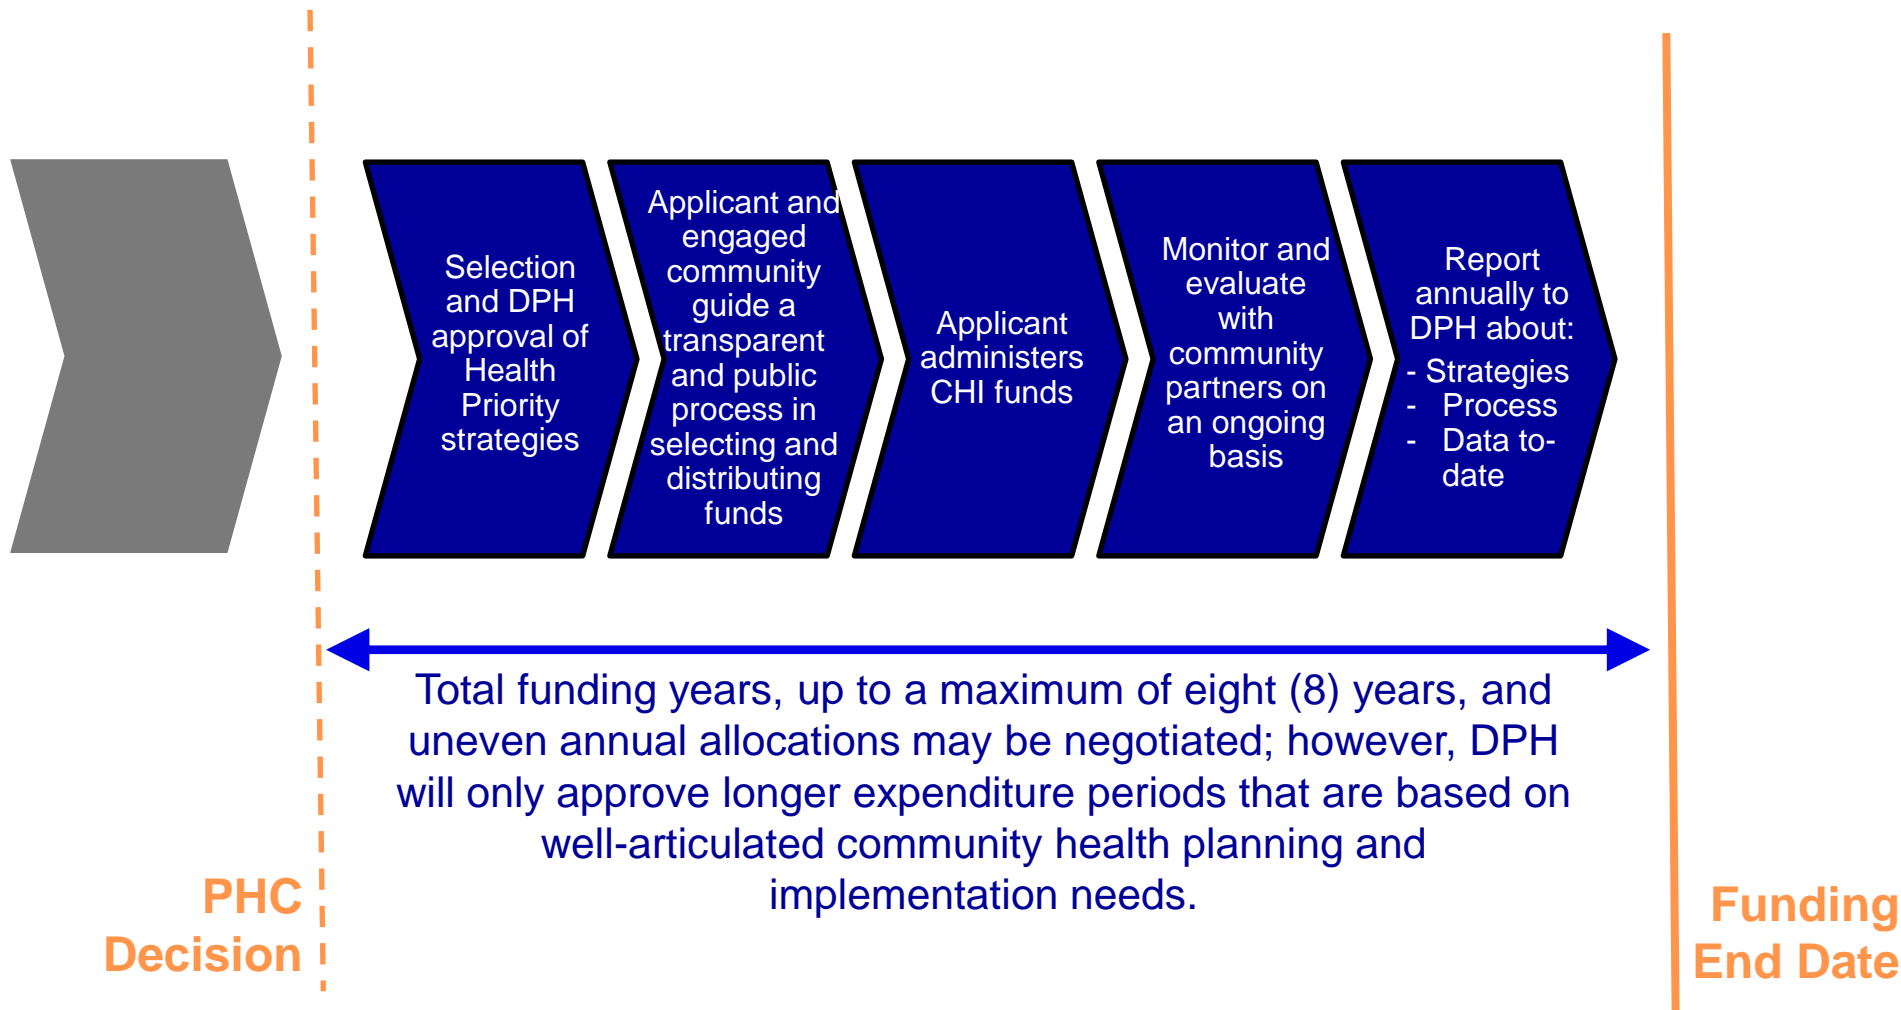 Selection
and DPH
approval of
Health
Priority
strategies
Applicant and
engaged
community
guide a
transparent
and public
process in
selecting and
distributing
funds
Applicant
administers
CHI funds
Monitor and
evaluate
with
community
partners on
an ongoing
basis
Report
annually to
DPH about:
- Strategies
- Process
- Data to-
date
Total funding years, up to a maximum of eight (8) years, and
uneven annual allocations may be negotiated; however, DPH
will only approve longer expenditure periods that are based on
well-articulated community health planning and
implementation needs.
PHC
Decision
Funding
End Date